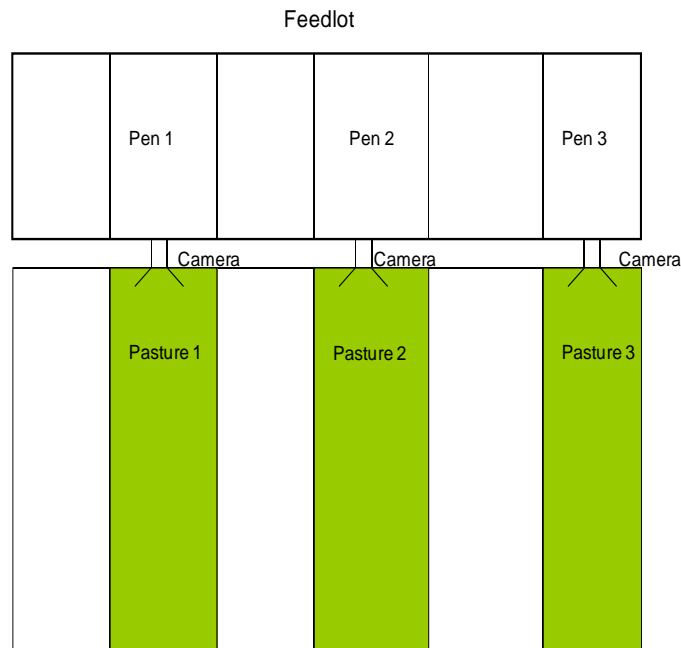 Feedlot
Pen 1
Pen 2
Pen 3
Camera
Camera
Camera
Pasture 1
Pasture 2
Pasture 3